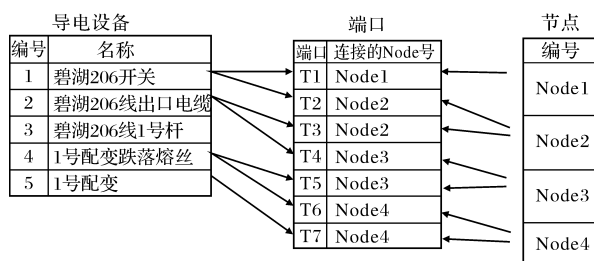 导电设备
编号 名称
1 碧湖206开关
2 碧湖206线出口电缆
3 碧湖206线1号杆
4 1号配变跌落熔丝
5 1号配变
端口
端口 连接的Node号
T1 Node1
T2 Node2
T3 Node2
T4 Node3
T5 Node3
T6 Node4
T7 Node4
节点
编号
Node1
Node2
Node3
Node4